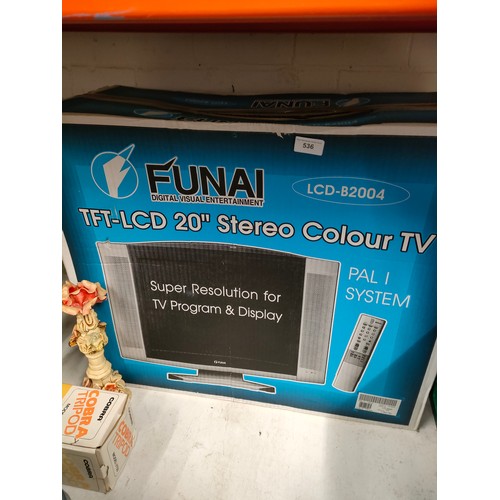 FUNAI
536
FUNAI
DIGITAL VISUAL ENTERTAINMENT
LCD-B2004
TFT-LCD 20" Stereo Colour TV
PAL I
SYSTEM
Super Resolution for
TV Program & Display
COBRA
TRIPOD
COBRA